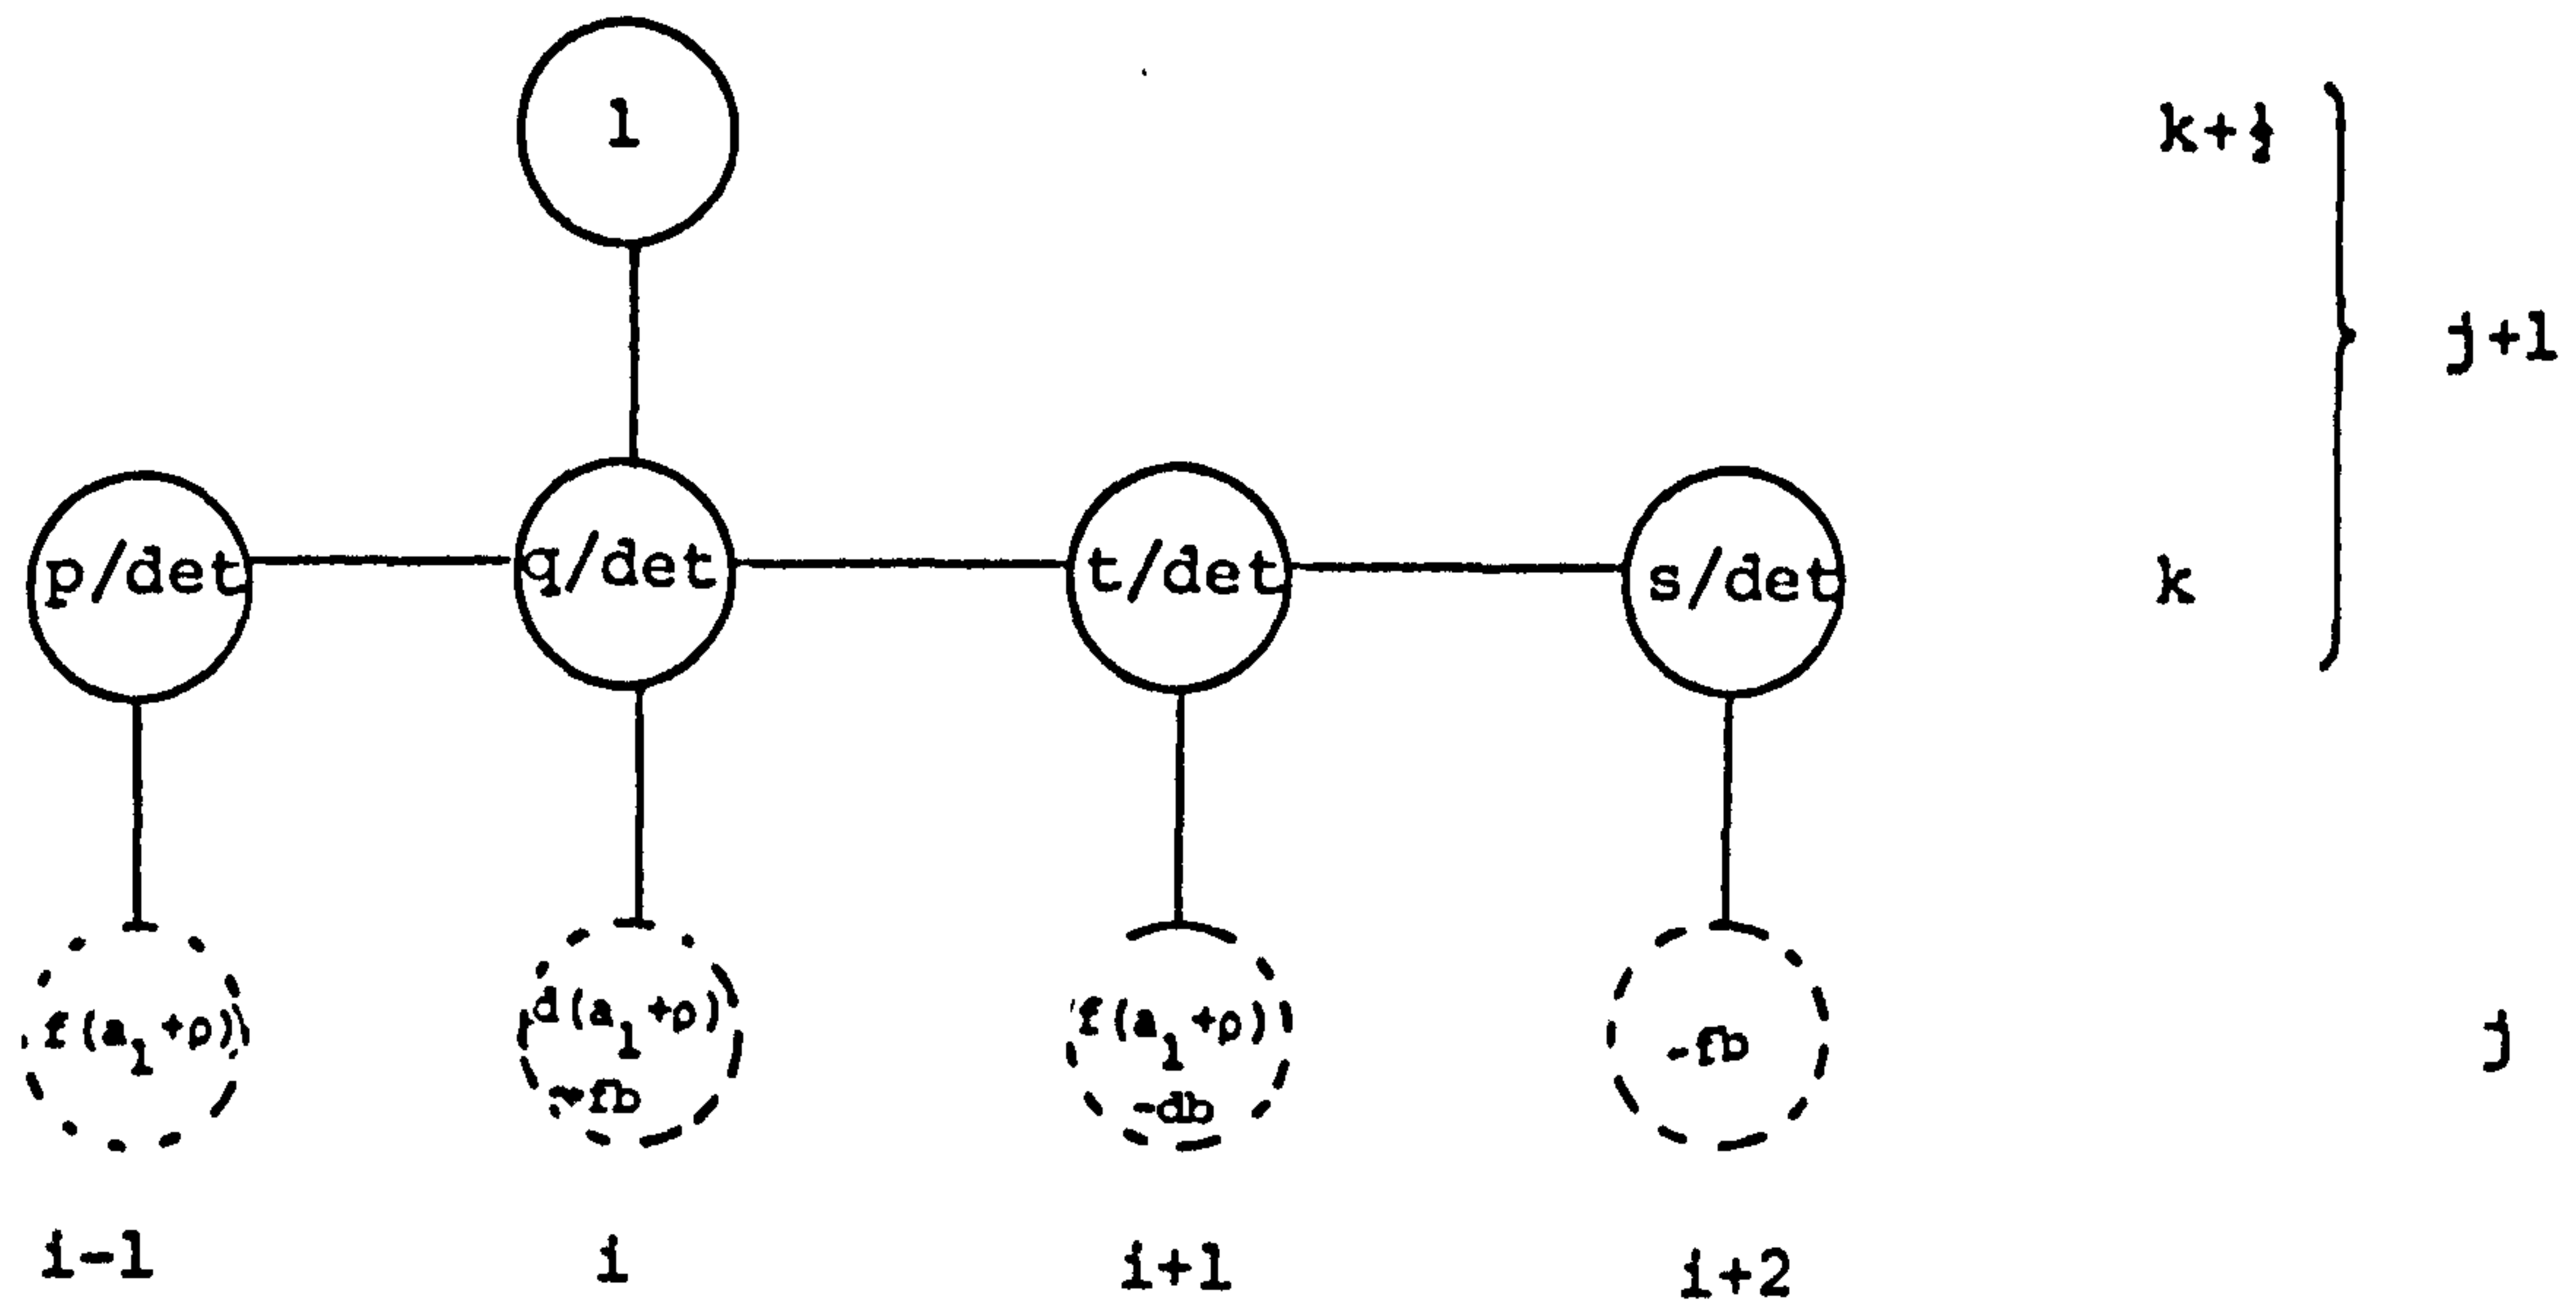 1
k+½
j+1
p/det
q/det
t/det
s/det
k
f(a₁+ρ)
d(a₁+ρ)
fb
f(a₁+ρ)
-db
-fb
j
i-1
i
i+1
i+2